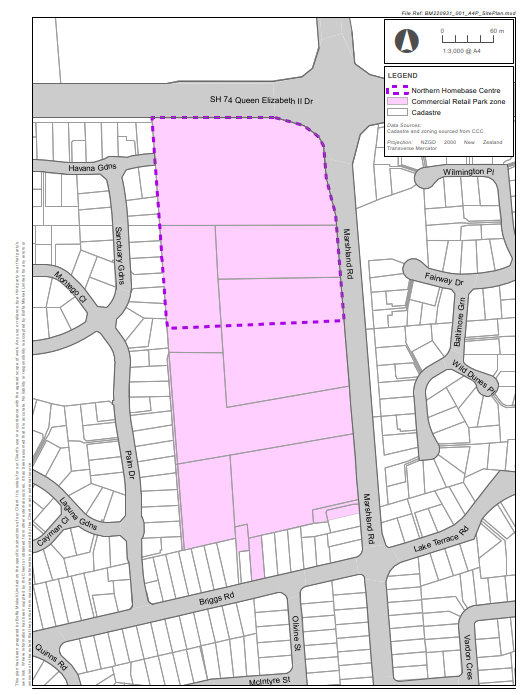 File Ref: BM220931_001_A4P_SitePlan.mxd
0 60 m
1:3,000 @ A4
LEGEND
Northern Homebase Centre
Commercial Retail Park zone
Cadastre
Data Sources:
Cadastre and zoning sourced from CCC
Projection: NZGD 2000 New Zealand
Transverse Mercator
SH 74 Queen Elizabeth II Dr
Havana Gdns
Wilmington Pl
Sanctuary Gdns
Marshland Rd
Montego Cl
Fairway Dr
Baltimore Grn
Wild Dunes Pl
Palm Dr
Laguna Gdns
Cayman Cl
Marshland Rd
Lake Terrace Rd
Briggs Rd
Olivine St
Quinns Rd
McIntyre St
Vardon Cres